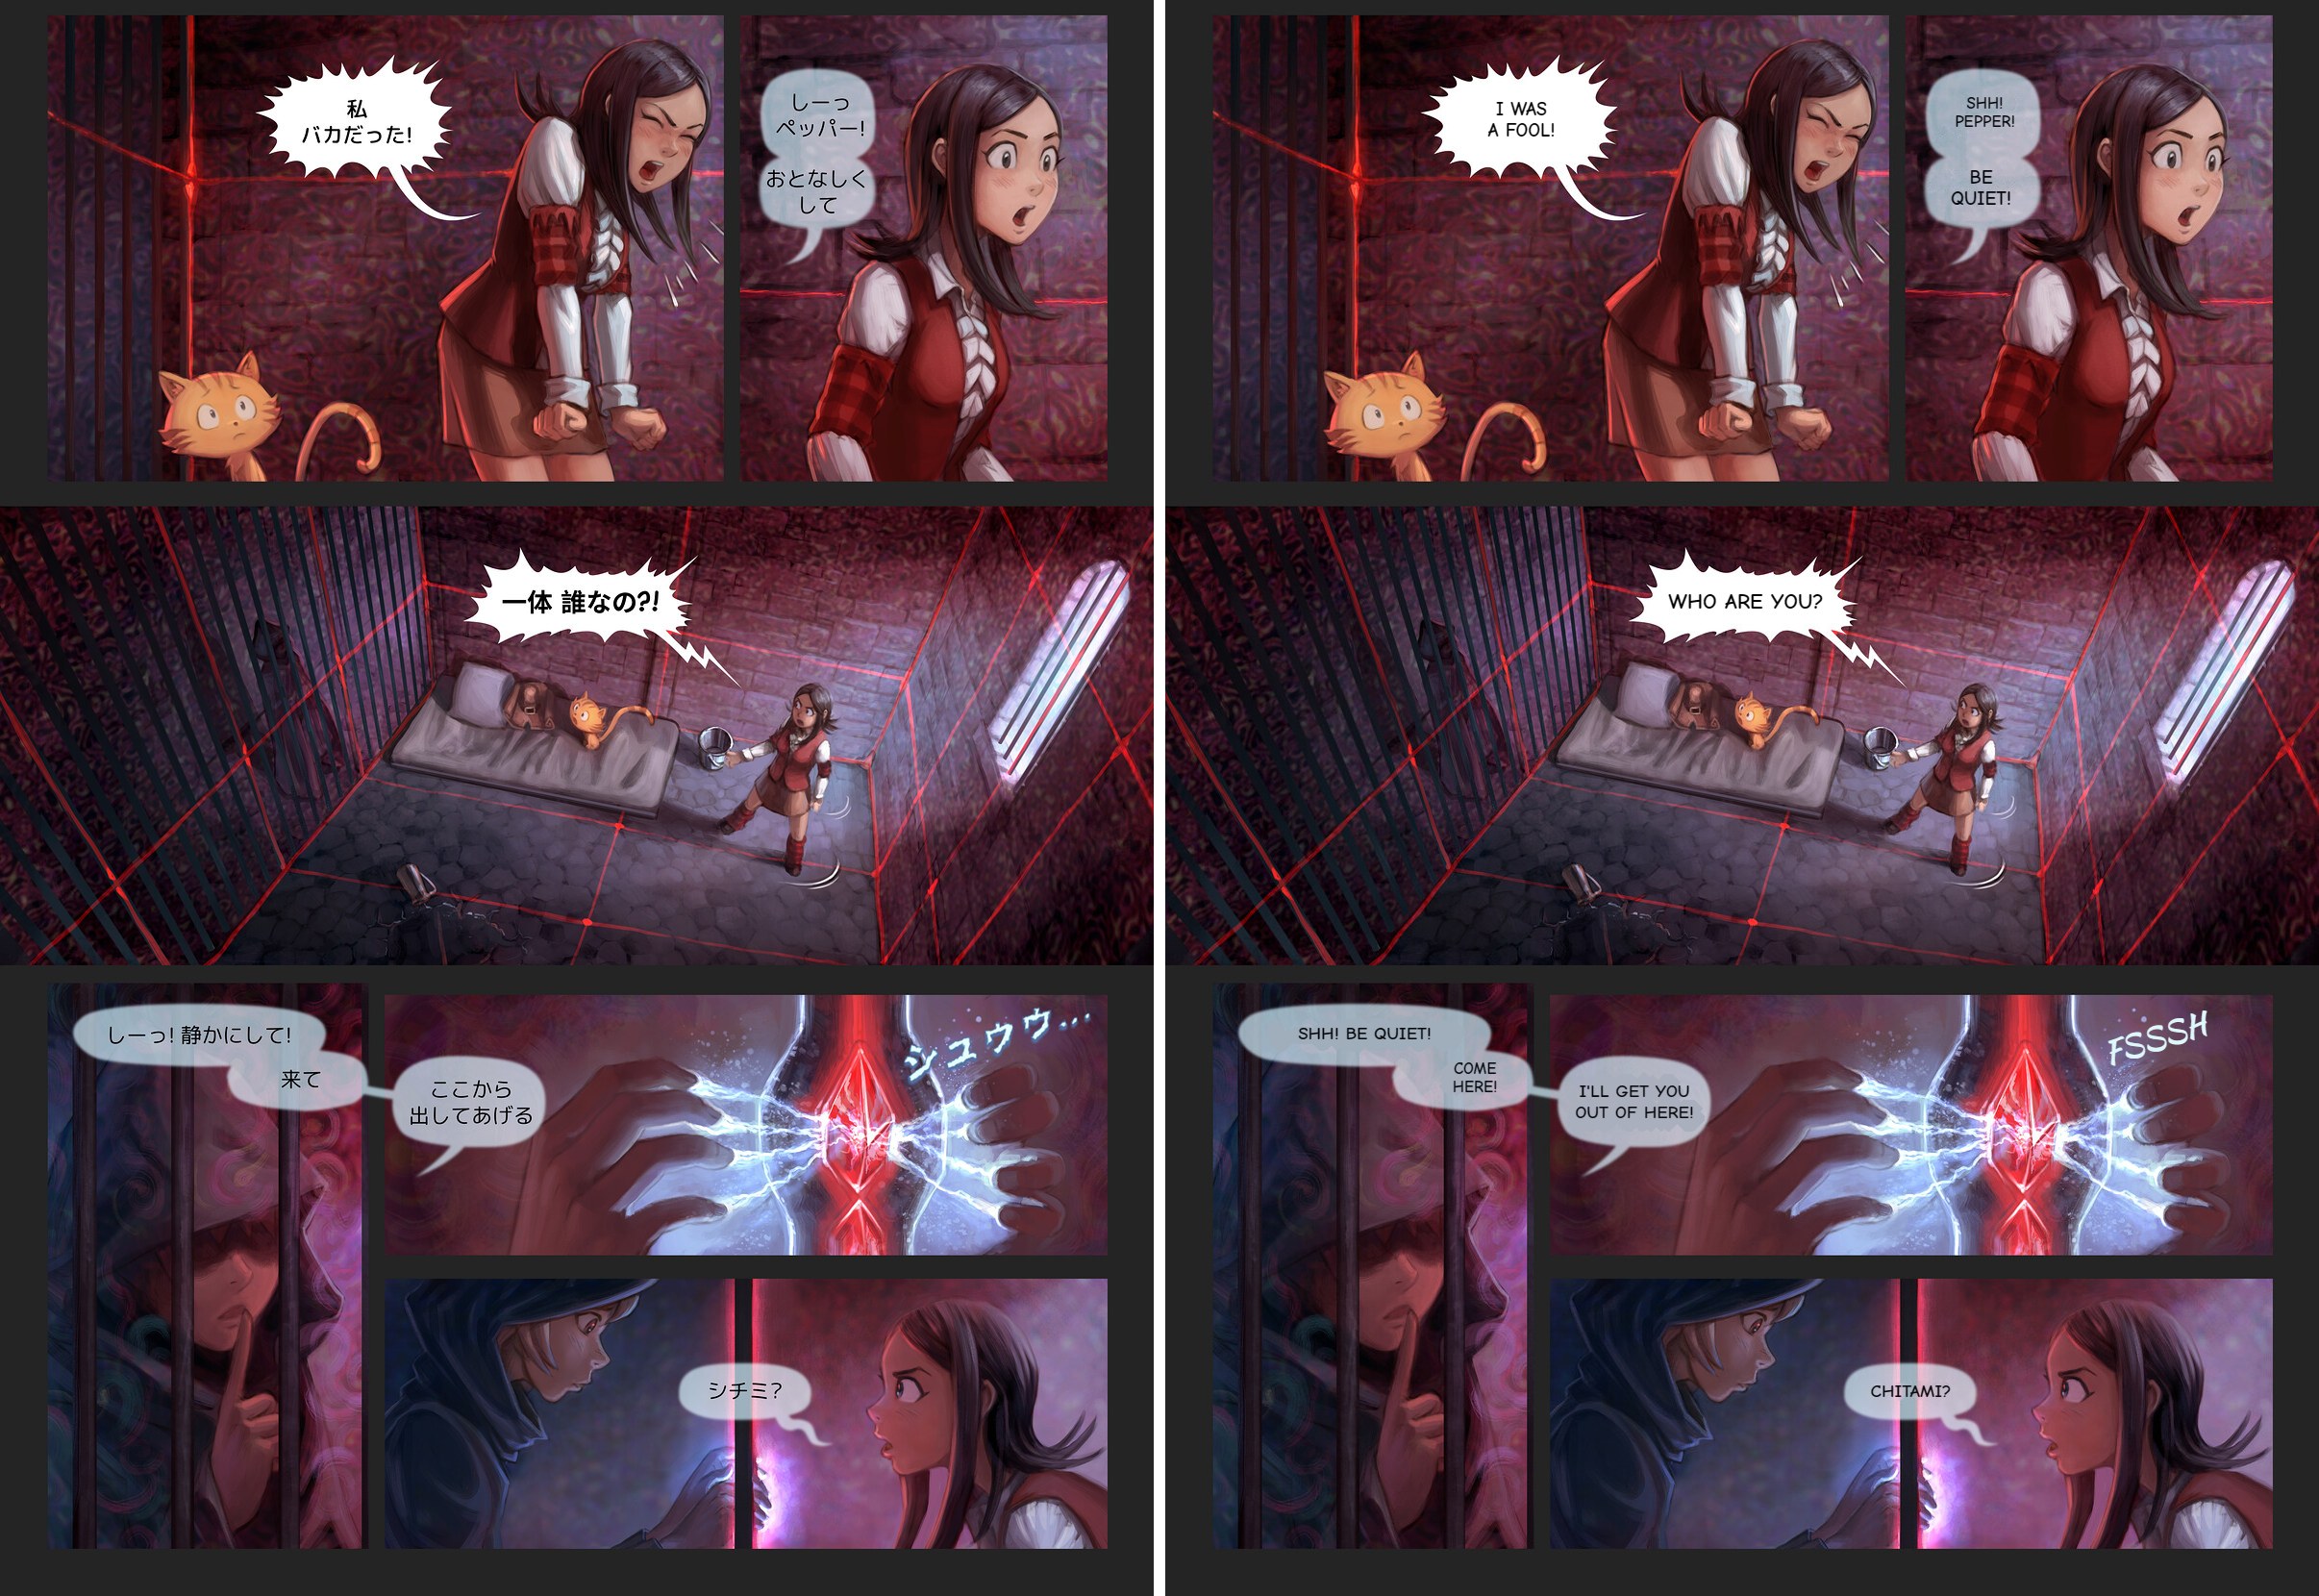 私
バカだった!
しーっ
ペッパー!
おとなしく
して
一体 誰なの?!
しーっ! 静かにして!
来て
ここから
出してあげる
シュウウ...
シチミ?
I WAS
A FOOL!
SHH!
PEPPER!
BE
QUIET!
WHO ARE YOU?
SHH! BE QUIET!
COME
HERE!
I'LL GET YOU
OUT OF HERE!
FSSSH
CHITAMI?